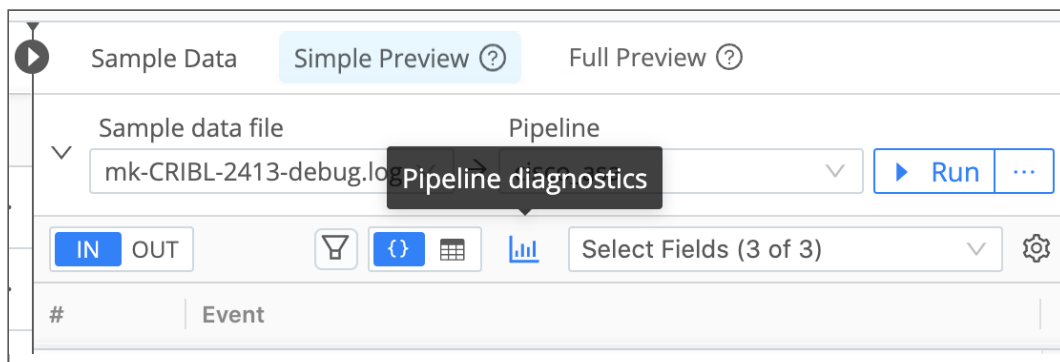 Sample Data Simple Preview Full Preview
Sample data file Pipeline
mk-CRIBL-2413-debug.log Run ...
Pipeline diagnostics
IN OUT {} Select Fields (3 of 3)
# Event